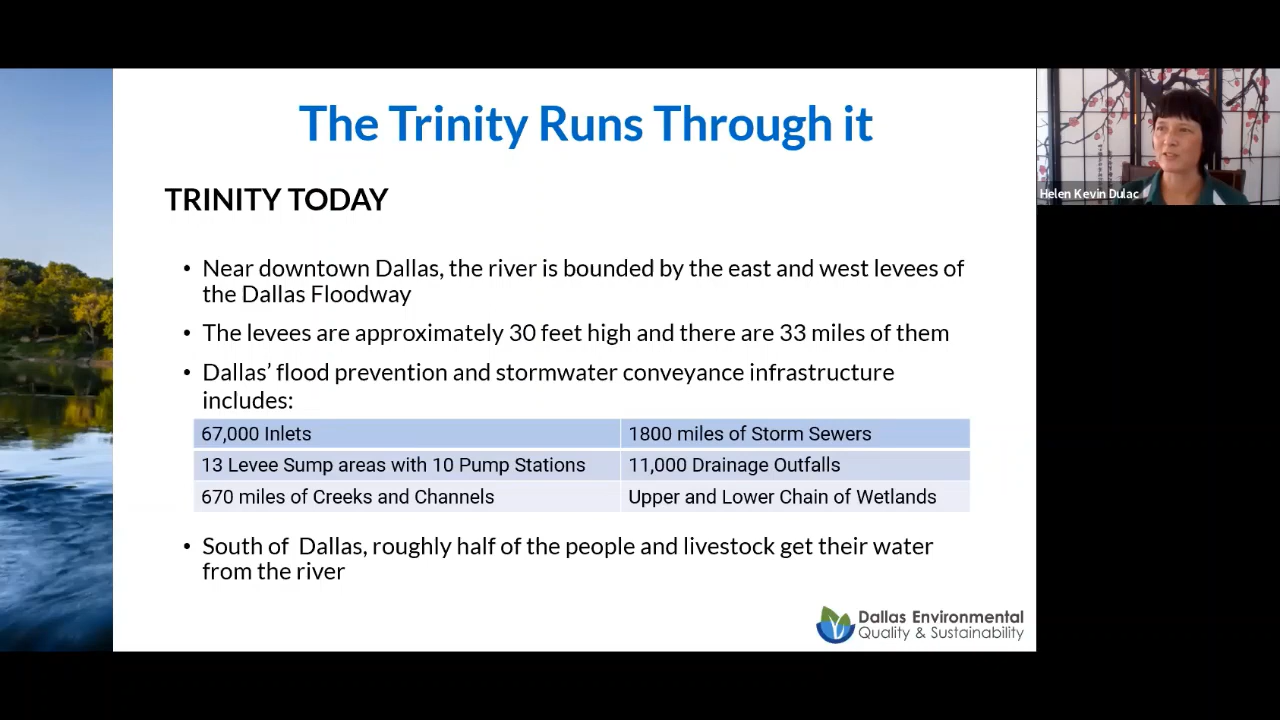 The Trinity Runs Through it
TRINITY TODAY
• Near downtown Dallas, the river is bounded by the east and west levees of
the Dallas Floodway
• The levees are approximately 30 feet high and there are 33 miles of them
• Dallas’ flood prevention and stormwater conveyance infrastructure
includes:
67,000 Inlets
1800 miles of Storm Sewers
13 Levee Sump areas with 10 Pump Stations
11,000 Drainage Outfalls
670 miles of Creeks and Channels
Upper and Lower Chain of Wetlands
• South of Dallas, roughly half of the people and livestock get their water
from the river
Dallas Environmental
Quality & Sustainability
Helen Kevin Dulac